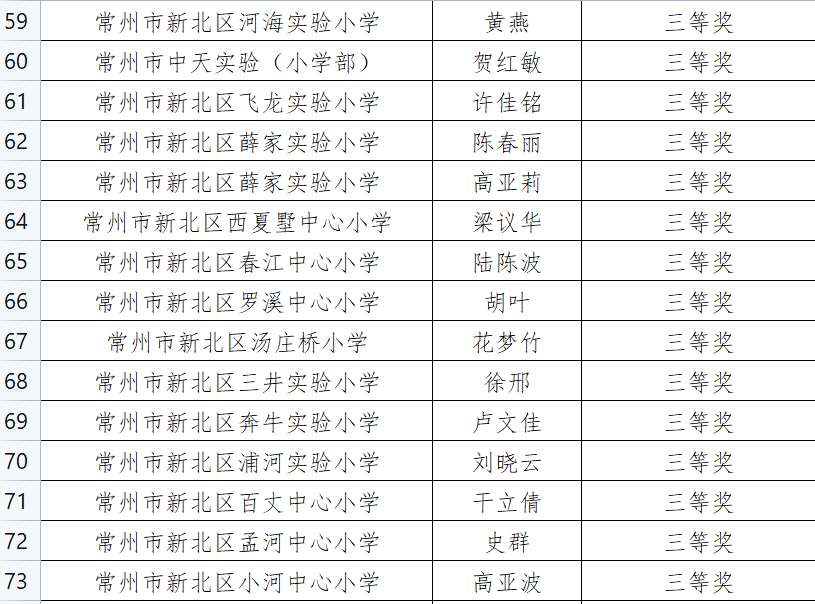 59 常州市新北区河海实验小学 黄燕 三等奖
60 常州市中天实验（小学部） 贺红敏 三等奖
61 常州市新北区飞龙实验小学 许佳铭 三等奖
62 常州市新北区薛家实验小学 陈春丽 三等奖
63 常州市新北区薛家实验小学 高亚莉 三等奖
64 常州市新北区西夏墅中心小学 梁议华 三等奖
65 常州市新北区春江中心小学 陆陈波 三等奖
66 常州市新北区罗溪中心小学 胡叶 三等奖
67 常州市新北区汤庄桥小学 花梦竹 三等奖
68 常州市新北区三井实验小学 徐邢 三等奖
69 常州市新北区奔牛实验小学 卢文佳 三等奖
70 常州市新北区浦河实验小学 刘晓云 三等奖
71 常州市新北区百丈中心小学 干立倩 三等奖
72 常州市新北区孟河中心小学 史群 三等奖
73 常州市新北区小河中心小学 高亚波 三等奖